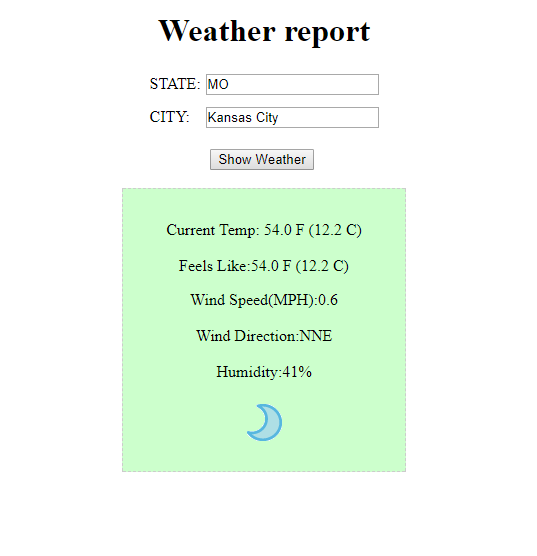 Weather report
STATE: MO
CITY: Kansas City
Show Weather
Current Temp: 54.0 F (12.2 C)
Feels Like:54.0 F (12.2 C)
Wind Speed(MPH):0.6
Wind Direction:NNE
Humidity:41%